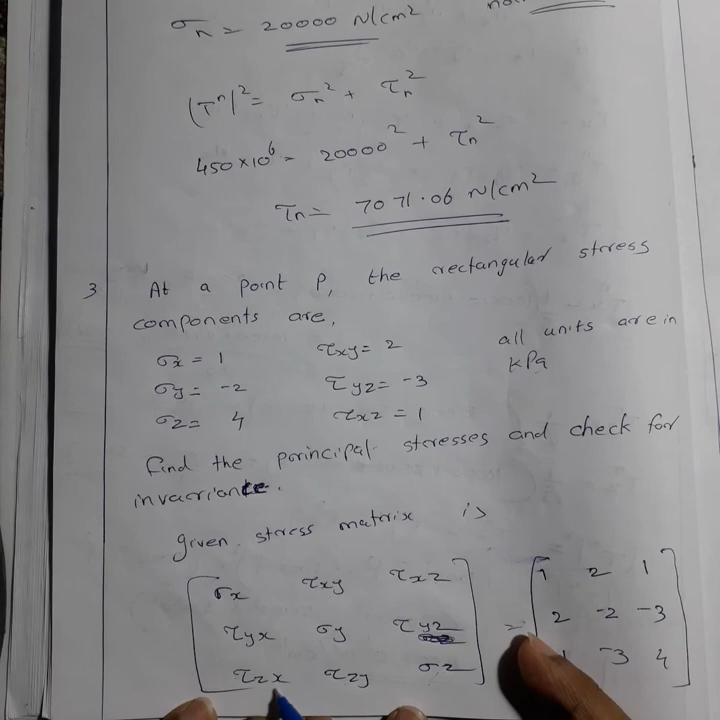 σn = 20000 N/cm²
(Tⁿ)² = σn² + τn²
450×10⁶ = 20000² + τn²
τn = 7071.06 N/cm²
3 At a point P, the rectangular stress
components are,
σx = 1 τxy = 2 all units are in
σy = -2 τyz = -3 kPa
σz = 4 τxz = 1
Find the principal stresses and check for
invariance.
given stress matrix is
[σx τxy τxz] = [1 2 1]
[τyx σy τyz] [2 -2 -3]
[τzx τzy σz] [-3 4]